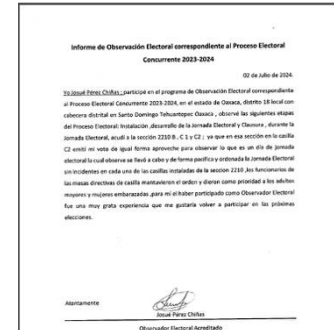 Informe de Observación Electoral correspondiente al Proceso Electoral
Concurrente 2023-2024
02 de Julio de 2024.
Yo Josué Pérez Chiñas; participé en el programa de Observación Electoral correspondiente
al Proceso Electoral Concurrente 2023-2024, en el estado de Oaxaca, distrito 18 local con
cabecera distrital en Santo Domingo Tehuantepec Oaxaca , observé las siguientes etapas
del Proceso Electoral: Instalación ,desarrollo de la Jornada Electoral y Clausura , durante la
Jornada Electoral, acudí a la sección 2210 B , C 1 y C2 ; ya que en esa sección en la casilla
C2 emití mi voto de igual forma aproveche para observar lo que es un día de jornada
electoral la cual observe se llevó a cabo y de forma pacífica y ordenada la Jornada Electoral
sin incidentes en cada uno de las casillas instaladas de la sección 2210 ,los funcionarios de
las mesas directivas de casilla mantuvieron el orden y dieron como prioridad a los adultos
mayores y mujeres embarazadas ,para mí el haber participado como Observador Electoral
fue una muy grata experiencia que me gustaría volver a participar en las próximas
elecciones.
Atentamente
Josué Pérez Chiñas
Observador Electoral Acreditado